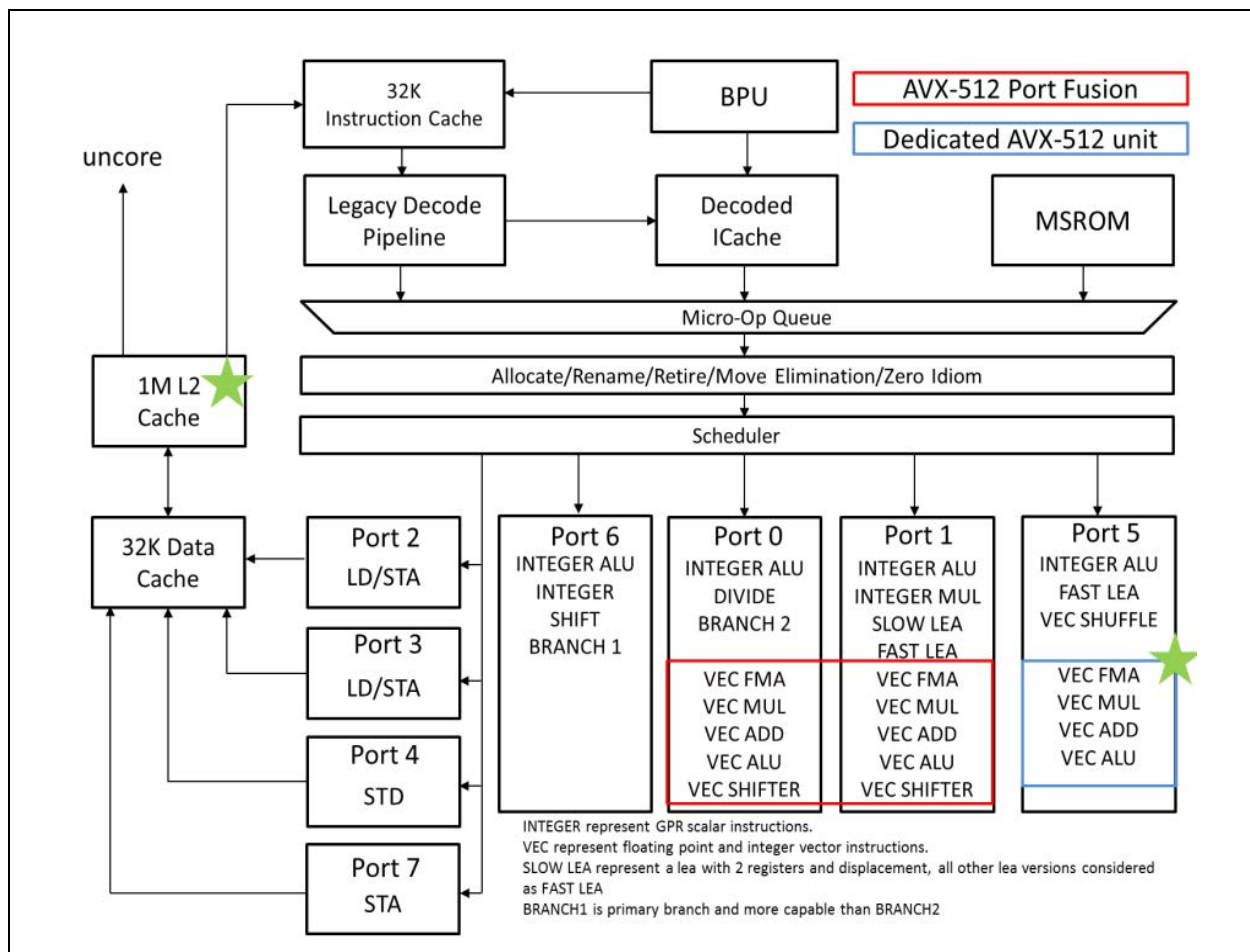 32K
Instruction Cache
BPU
AVX-512 Port Fusion
Dedicated AVX-512 unit
uncore
Legacy Decode
Pipeline
Decoded
ICache
MSROM
Micro-Op Queue
1M L2
Cache
Allocate/Rename/Retire/Move Elimination/Zero Idiom
Scheduler
32K Data
Cache
Port 2
LD/STA
Port 3
LD/STA
Port 4
STD
Port 7
STA
Port 6
INTEGER ALU
INTEGER
SHIFT
BRANCH 1
Port 0
INTEGER ALU
DIVIDE
BRANCH 2
VEC FMA
VEC MUL
VEC ADD
VEC ALU
VEC SHIFTER
Port 1
INTEGER ALU
INTEGER MUL
SLOW LEA
FAST LEA
VEC FMA
VEC MUL
VEC ADD
VEC ALU
VEC SHIFTER
Port 5
INTEGER ALU
FAST LEA
VEC SHUFFLE
VEC FMA
VEC MUL
VEC ADD
VEC ALU
INTEGER represent GPR scalar instructions.
VEC represent floating point and integer vector instructions.
SLOW LEA represent a lea with 2 registers and displacement, all other lea versions considered
as FAST LEA
BRANCH1 is primary branch and more capable than BRANCH2